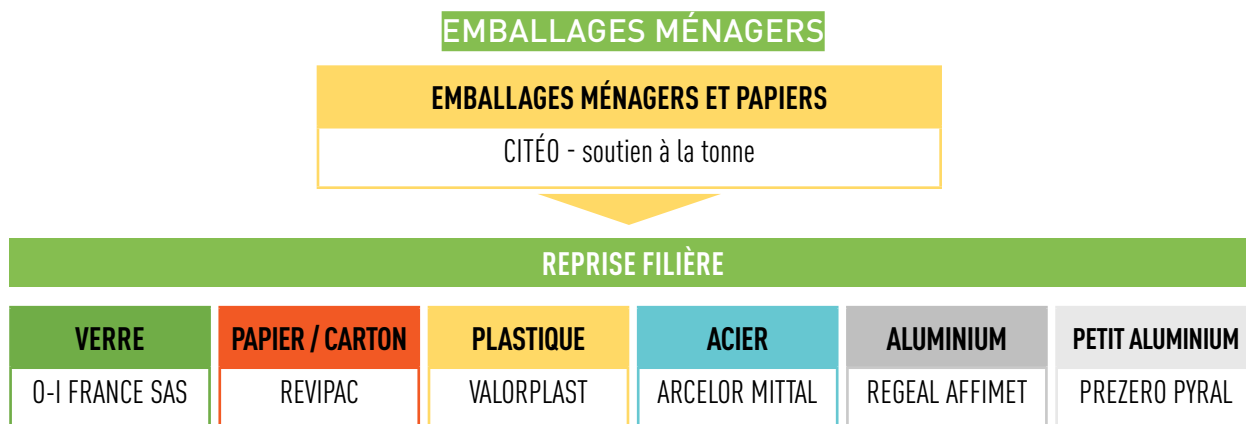 EMBALLAGES MÉNAGERS
EMBALLAGES MÉNAGERS ET PAPIERS
CITÉO - soutien à la tonne
REPRISE FILIÈRE
VERRE
O-I FRANCE SAS
PAPIER / CARTON
REVIPAC
PLASTIQUE
VALORPLAST
ACIER
ARCELOR MITTAL
ALUMINIUM
REGEAL AFFIMET
PETIT ALUMINIUM
PREZERO PYRAL